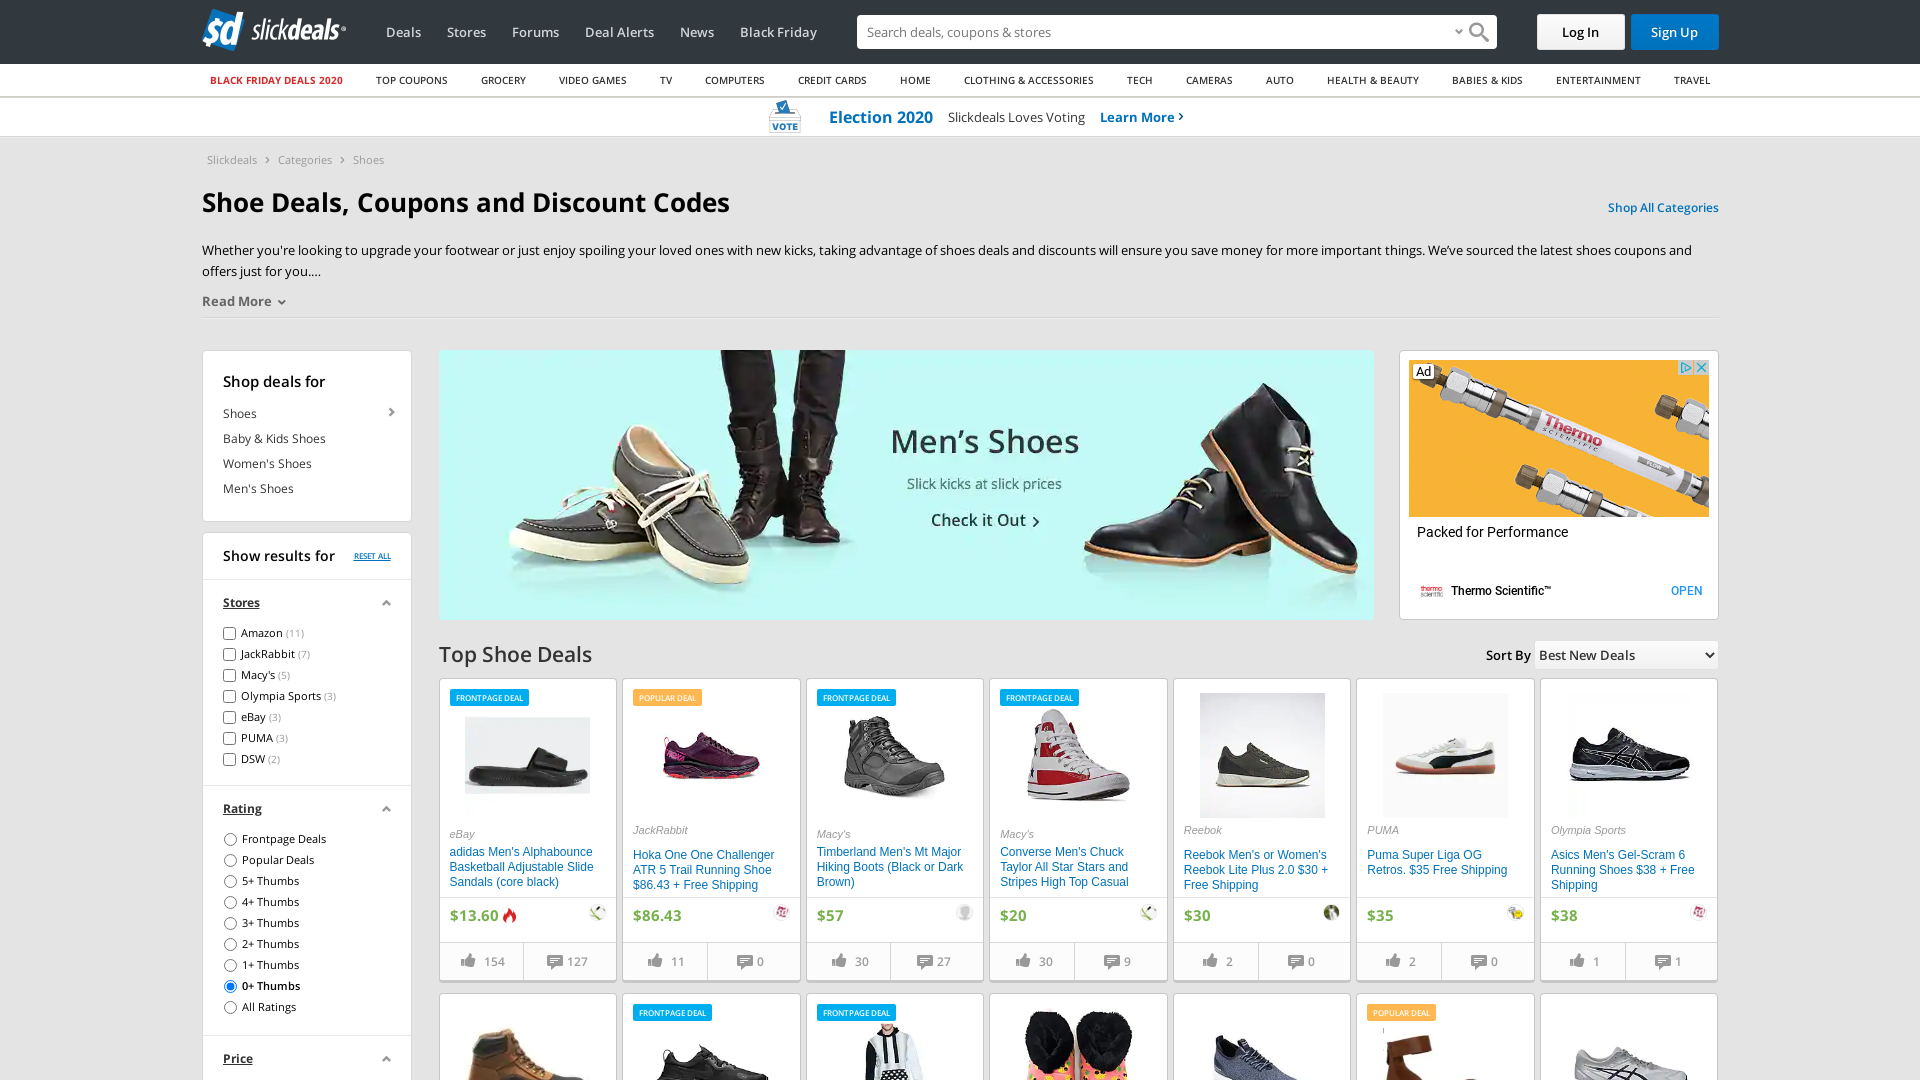 sd slickdeals
Deals
Stores
Forums
Deal Alerts
News
Black Friday
Search deals, coupons & stores
Log In
Sign Up
BLACK FRIDAY DEALS 2020
TOP COUPONS
GROCERY
VIDEO GAMES
TV
COMPUTERS
CREDIT CARDS
HOME
CLOTHING & ACCESSORIES
TECH
CAMERAS
AUTO
HEALTH & BEAUTY
BABIES & KIDS
ENTERTAINMENT
TRAVEL
VOTE
Election 2020
Slickdeals Loves Voting
Learn More
Slickdeals
Categories
Shoes
Shoe Deals, Coupons and Discount Codes
Shop All Categories
Whether you're looking to upgrade your footwear or just enjoy spoiling your loved ones with new kicks, taking advantage of shoes deals and discounts will ensure you save money for more important things. We’ve sourced the latest shoes coupons and
offers just for you.…
Read More
Shop deals for
Shoes
Baby & Kids Shoes
Women's Shoes
Men's Shoes
Show results for
RESET ALL
Stores
Amazon (11)
JackRabbit (7)
Macy's (5)
Olympia Sports (3)
eBay (3)
PUMA (3)
DSW (2)
Rating
Frontpage Deals
Popular Deals
5+ Thumbs
4+ Thumbs
3+ Thumbs
2+ Thumbs
1+ Thumbs
0+ Thumbs
All Ratings
Price
Men’s Shoes
Slick kicks at slick prices
Check it Out
Ad
Thermo
SCIENTIFIC
FLOW
Packed for Performance
thermo
scientific
Thermo Scientific™
OPEN
Top Shoe Deals
Sort By
Best New Deals
FRONTPAGE DEAL
eBay
adidas Men's Alphabounce
Basketball Adjustable Slide
Sandals (core black)
$13.60
154
127
POPULAR DEAL
JackRabbit
Hoka One One Challenger
ATR 5 Trail Running Shoe
$86.43 + Free Shipping
$86.43
11
0
FRONTPAGE DEAL
Macy's
Timberland Men's Mt Major
Hiking Boots (Black or Dark
Brown)
$57
30
27
FRONTPAGE DEAL
Macy's
Converse Men's Chuck
Taylor All Star Stars and
Stripes High Top Casual
$20
30
9
Reebok
Reebok Men's or Women's
Reebok Lite Plus 2.0 $30 +
Free Shipping
$30
2
0
PUMA
Puma Super Liga OG
Retros. $35 Free Shipping
$35
2
0
Olympia Sports
Asics Men's Gel-Scram 6
Running Shoes $38 + Free
Shipping
$38
1
1
FRONTPAGE DEAL
FRONTPAGE DEAL
POPULAR DEAL